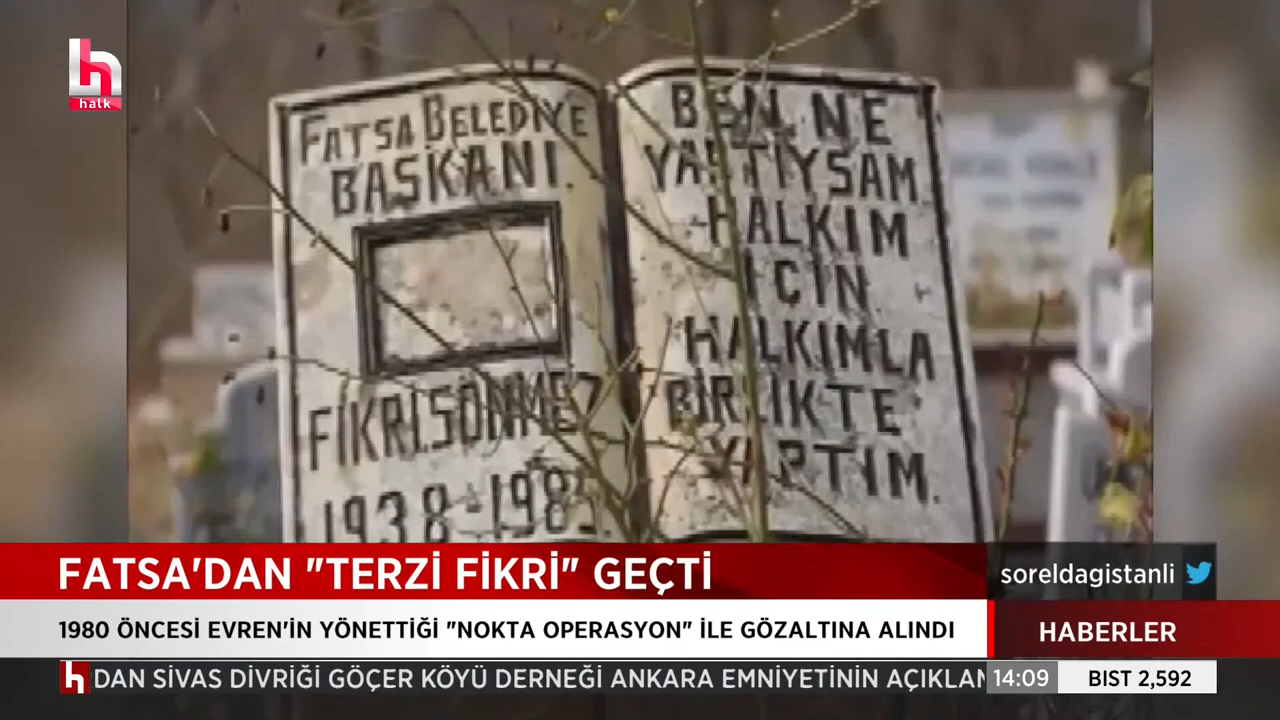 h
halk
FATSA BELEDİYE
BAŞKANI.
FİKRİ.SÖNMEZ
1938-1985
BEN. NE
YAPTIYSAM.
HALKIM
İÇİN
HALKIMLA
BİRLİKTE
YAPTIM.
FATSA'DAN "TERZİ FİKRİ" GEÇTİ
soreldagistanli
1980 ÖNCESİ EVREN'İN YÖNETTİĞİ "NOKTA OPERASYON" İLE GÖZALTINA ALINDI
HABERLER
h DAN SİVAS DİVRİĞİ GÖÇER KÖYÜ DERNEĞİ ANKARA EMNİYETİNİN AÇIKLAN
14:09
BIST 2,592